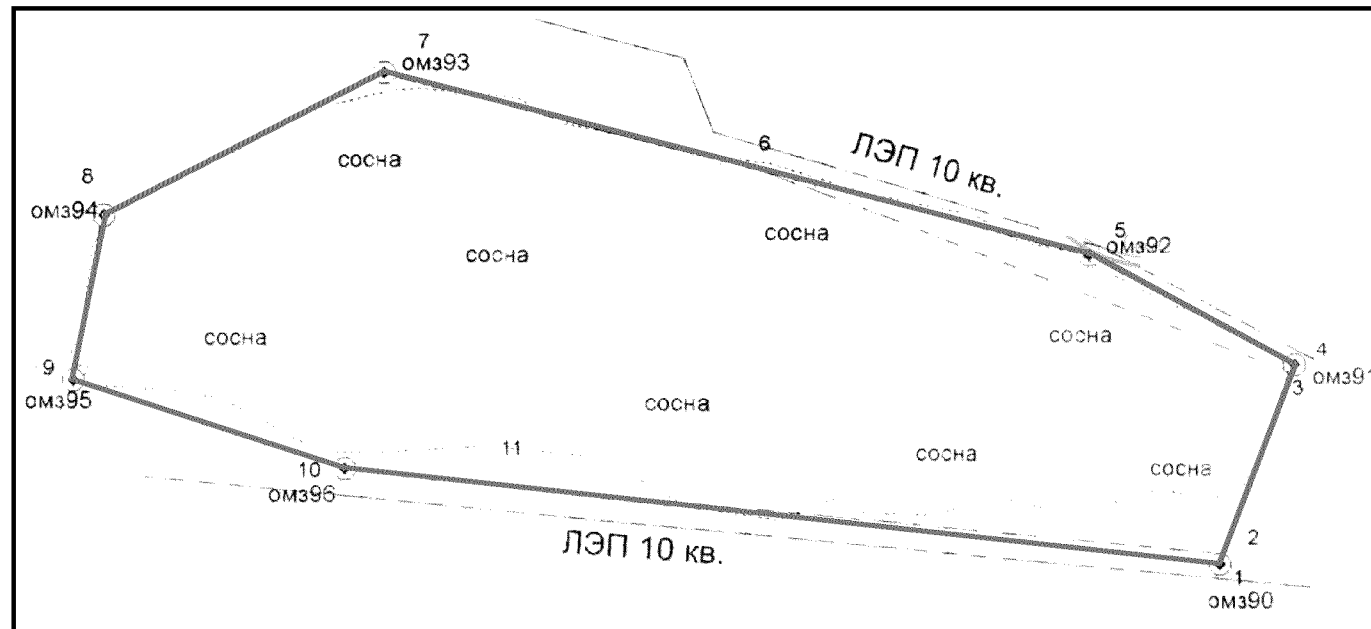 7
омз93
6
ЛЭП 10 кв.
сосна
8
омз94
5
омз92
сосна
сосна
сосна
сосна
4
омз91
3
9
омз95
сосна
11
10
омз96
сосна
сосна
ЛЭП 10 кв.
2
1
омз90